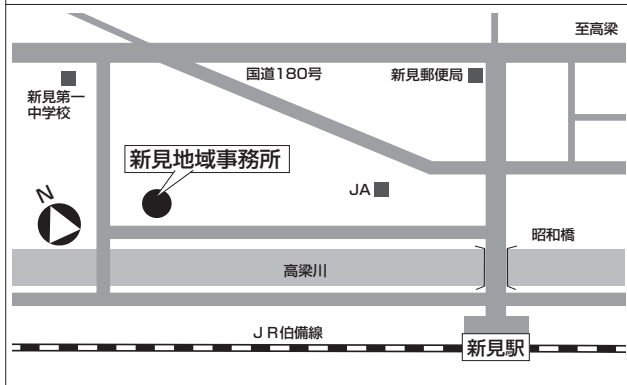 至高梁
国道180号
新見郵便局
新見第一
中学校
新見地域事務所
JA
N
昭和橋
高梁川
JR伯備線
新見駅